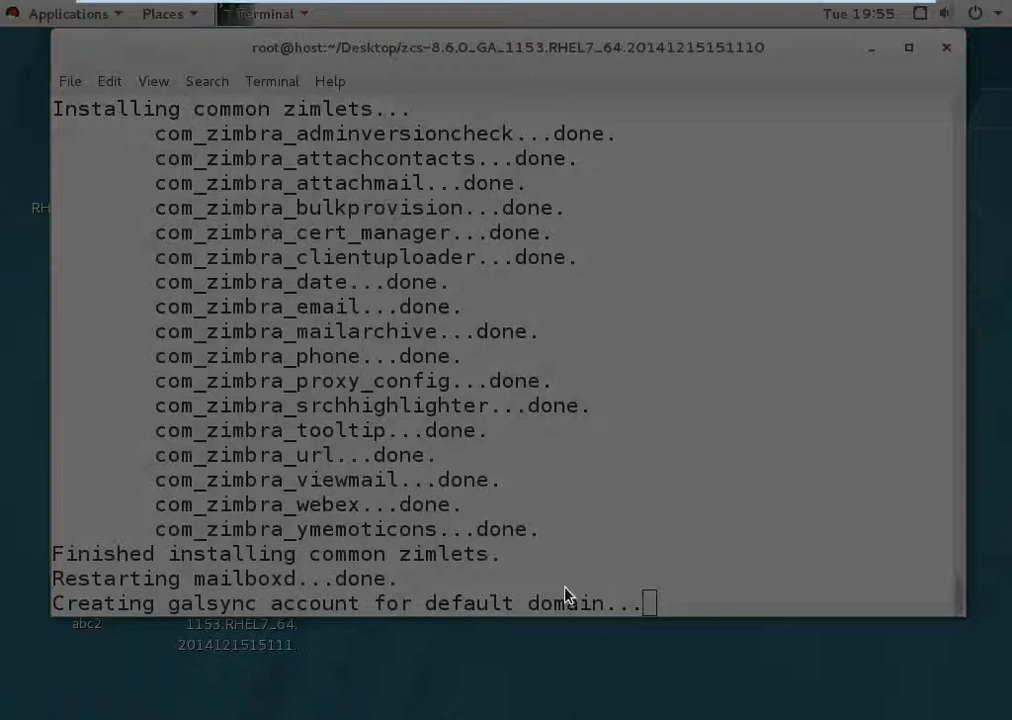 Applications Places Terminal Tue 19:55
root@host:~/Desktop/zcs-8.6.0_GA_1153.RHEL7_64.20141215151110
File Edit View Search Terminal Help
Installing common zimlets...
com_zimbra_adminversioncheck...done.
com_zimbra_attachcontacts...done.
com_zimbra_attachmail...done.
com_zimbra_bulkprovision...done.
com_zimbra_cert_manager...done.
com_zimbra_clientuploader...done.
com_zimbra_date...done.
com_zimbra_email...done.
com_zimbra_mailarchive...done.
com_zimbra_phone...done.
com_zimbra_proxy_config...done.
com_zimbra_srchhighlighter...done.
com_zimbra_tooltip...done.
com_zimbra_url...done.
com_zimbra_viewmail...done.
com_zimbra_webex...done.
com_zimbra_ymemoticons...done.
Finished installing common zimlets.
Restarting mailboxd...done.
Creating galsync account for default domain...
RH
abc2
1153.RHEL7_64.
2014121515111.